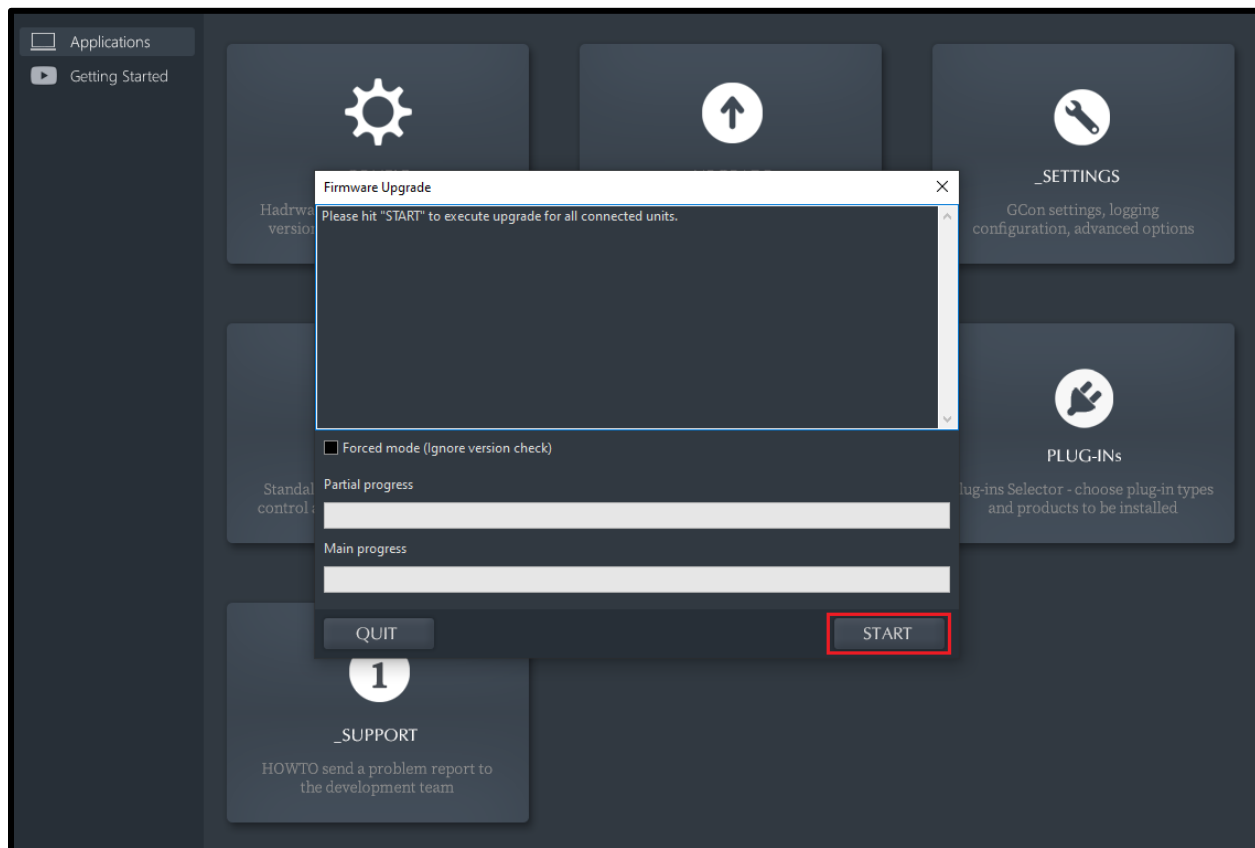 Applications
Getting Started
_SETTINGS
GCon settings, logging
configuration, advanced options
Hadrwa
version
Firmware Upgrade
Please hit "START" to execute upgrade for all connected units.
Forced mode (Ignore version check)
Partial progress
Main progress
QUIT
START
Standal
control
PLUG-INs
lug-ins Selector - choose plug-in types
and products to be installed
1
_SUPPORT
HOWTO send a problem report to
the development team